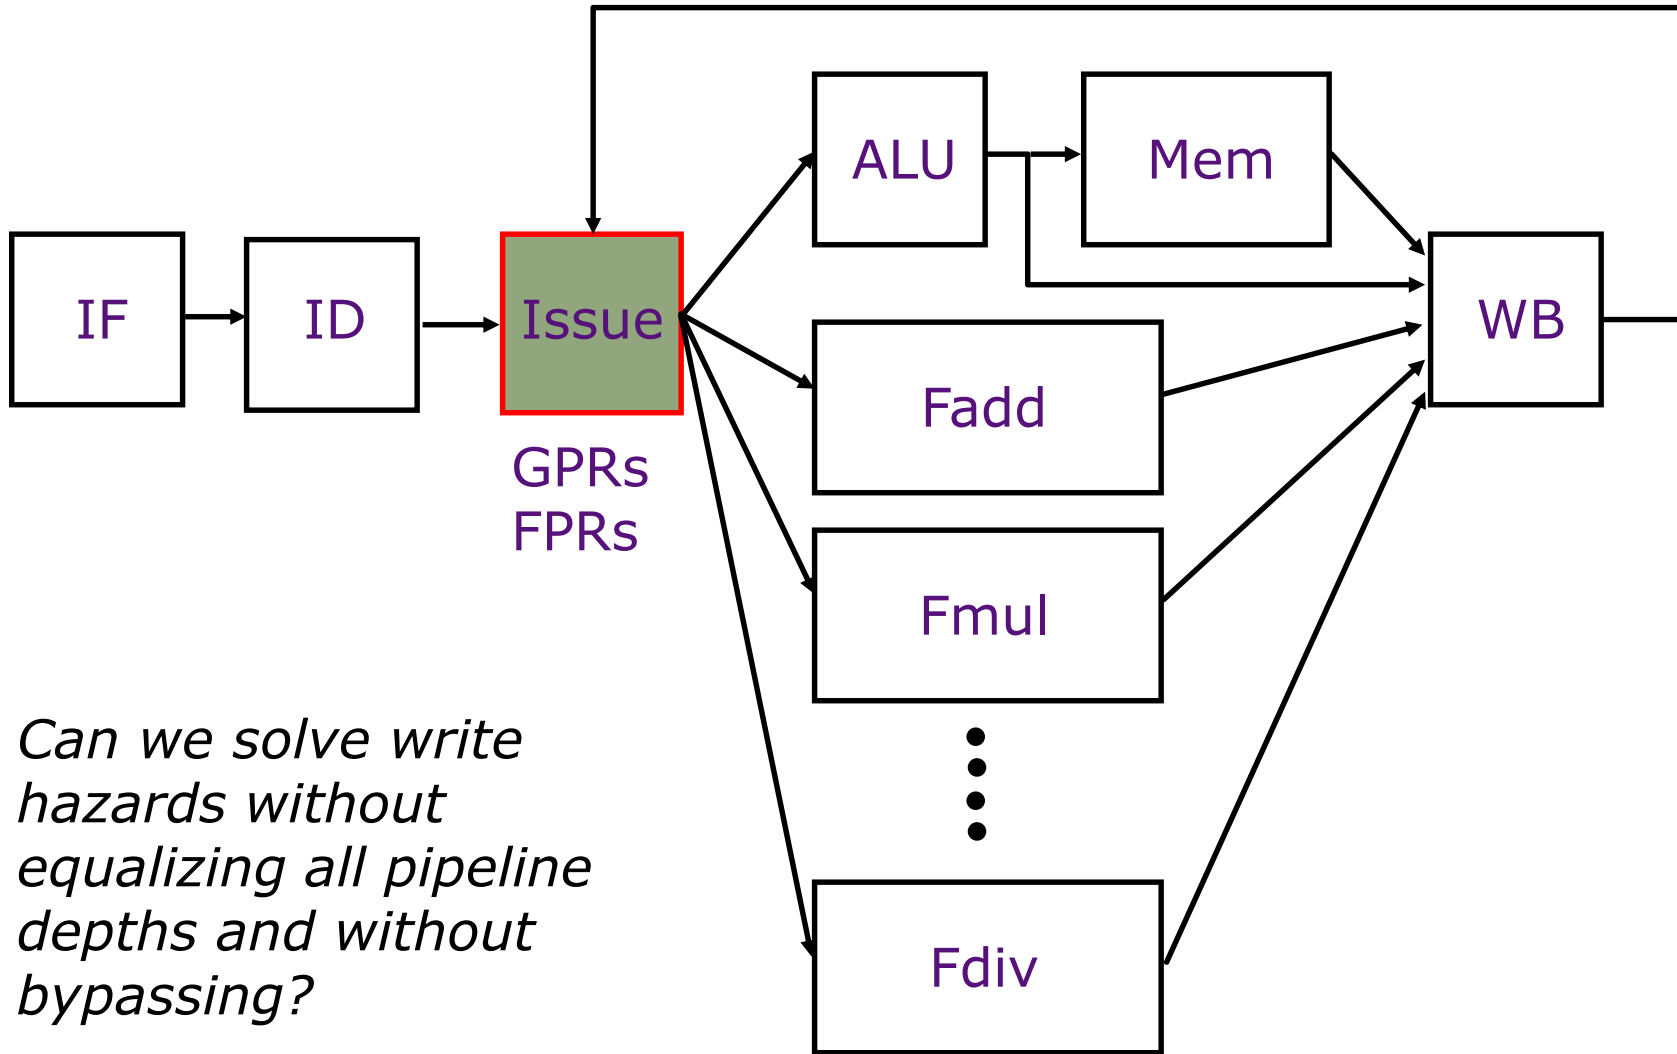 ALU
Mem
IF
ID
Issue
WB
GPRs
FPRs
Fadd
Fmul
Can we solve write
hazards without
equalizing all pipeline
depths and without
bypassing?
Fdiv